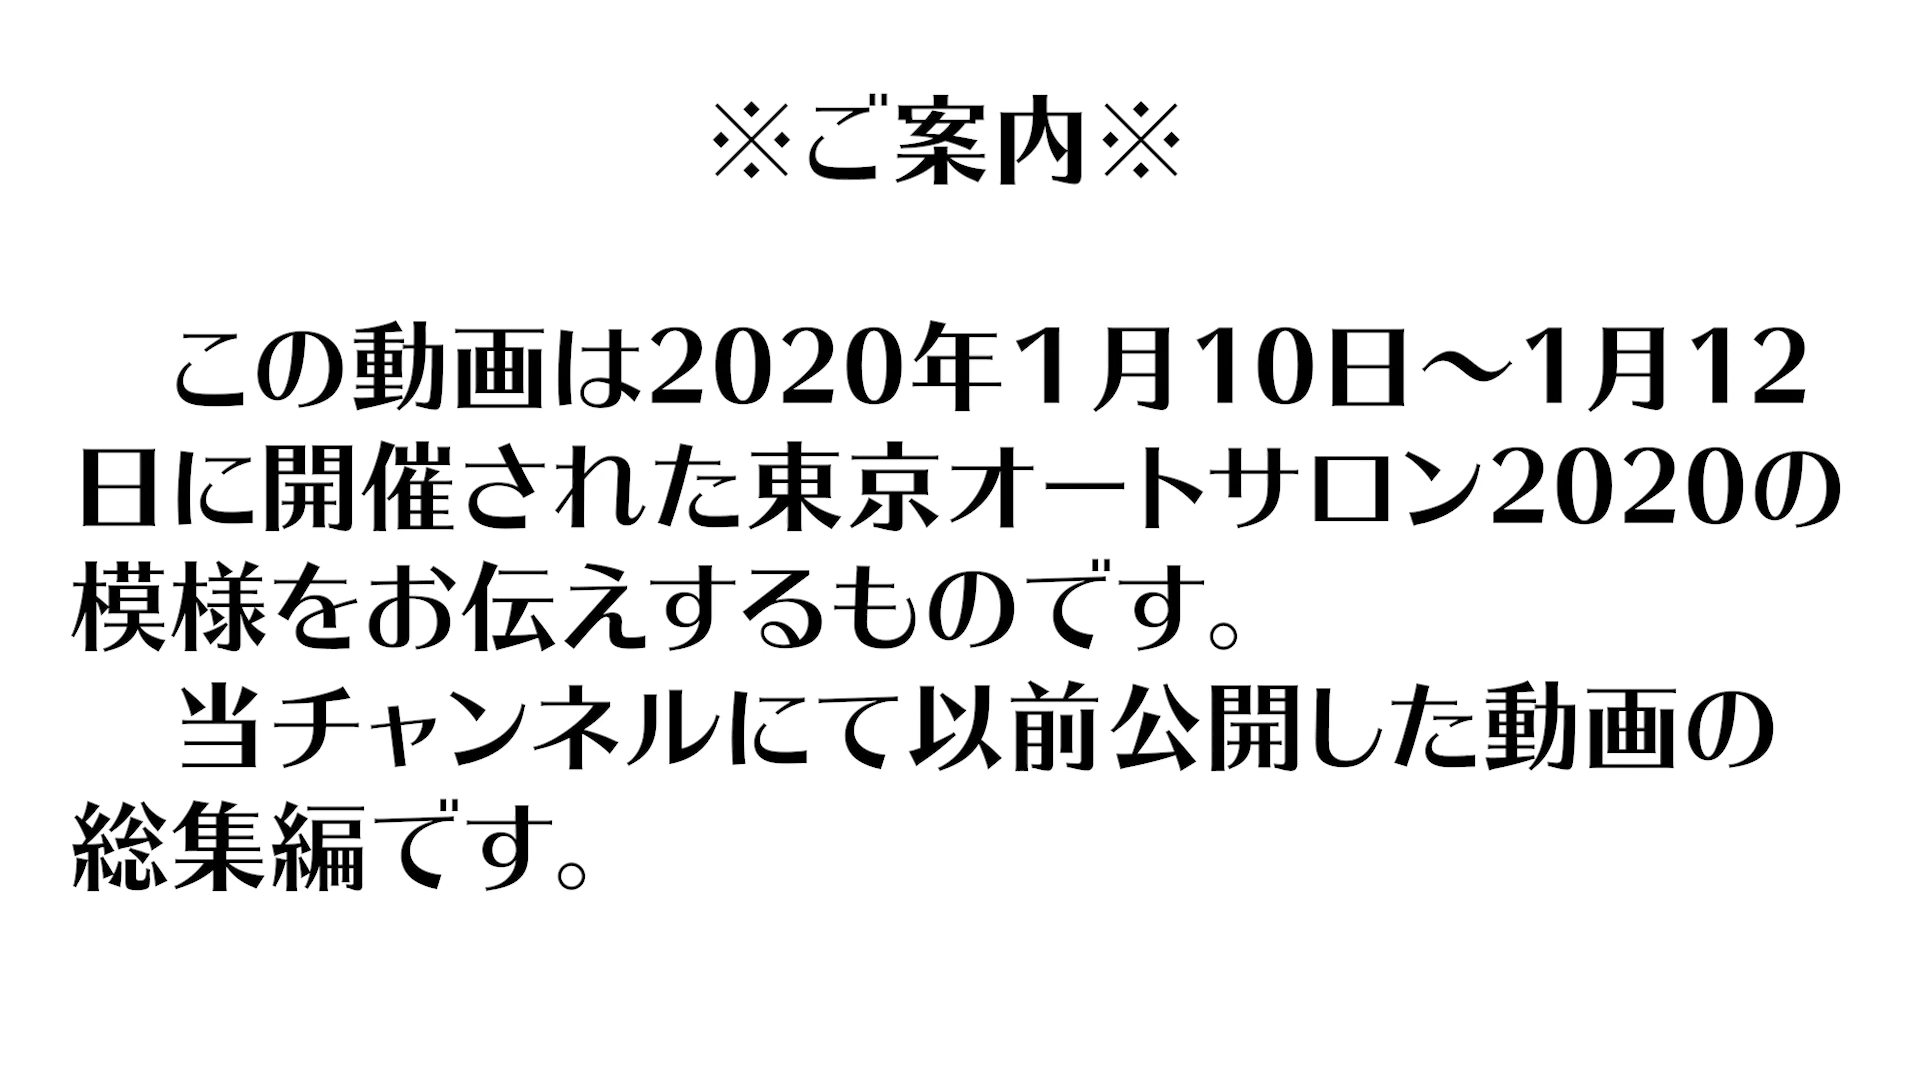 ※ご案内※
　この動画は2020年1月10日～1月12
日に開催された東京オートサロン2020の
模様をお伝えするものです。
　当チャンネルにて以前公開した動画の
総集編です。